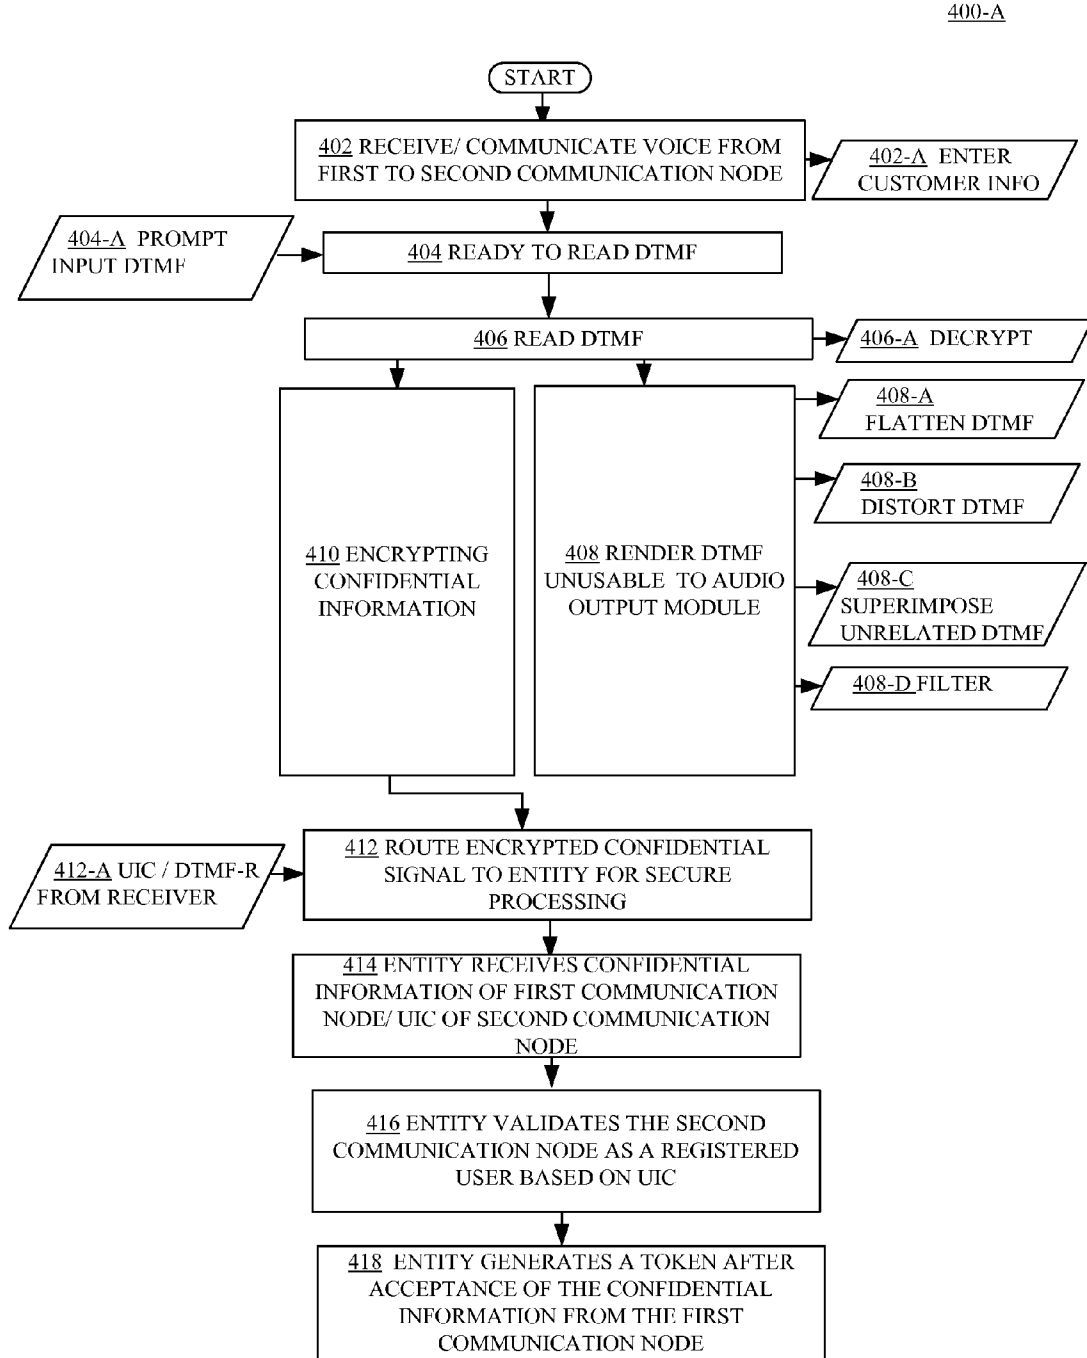 400-A
START
402 RECEIVE/ COMMUNICATE VOICE FROM
FIRST TO SECOND COMMUNICATION NODE
402-A ENTER
CUSTOMER INFO
404-A PROMPT
INPUT DTMF
404 READY TO READ DTMF
406 READ DTMF
406-A DECRYPT
408-A
FLATTEN DTMF
408-B
DISTORT DTMF
410 ENCRYPTING
CONFIDENTIAL
INFORMATION
408 RENDER DTMF
UNUSABLE TO AUDIO
OUTPUT MODULE
408-C
SUPERIMPOSE
UNRELATED DTMF
408-D FILTER
412-A UIC / DTMF-R
FROM RECEIVER
412 ROUTE ENCRYPTED CONFIDENTIAL
SIGNAL TO ENTITY FOR SECURE
PROCESSING
414 ENTITY RECEIVES CONFIDENTIAL
INFORMATION OF FIRST COMMUNICATION
NODE/ UIC OF SECOND COMMUNICATION
NODE
416 ENTITY VALIDATES THE SECOND
COMMUNICATION NODE AS A REGISTERED
USER BASED ON UIC
418 ENTITY GENERATES A TOKEN AFTER
ACCEPTANCE OF THE CONFIDENTIAL
INFORMATION FROM THE FIRST
COMMUNICATION NODE